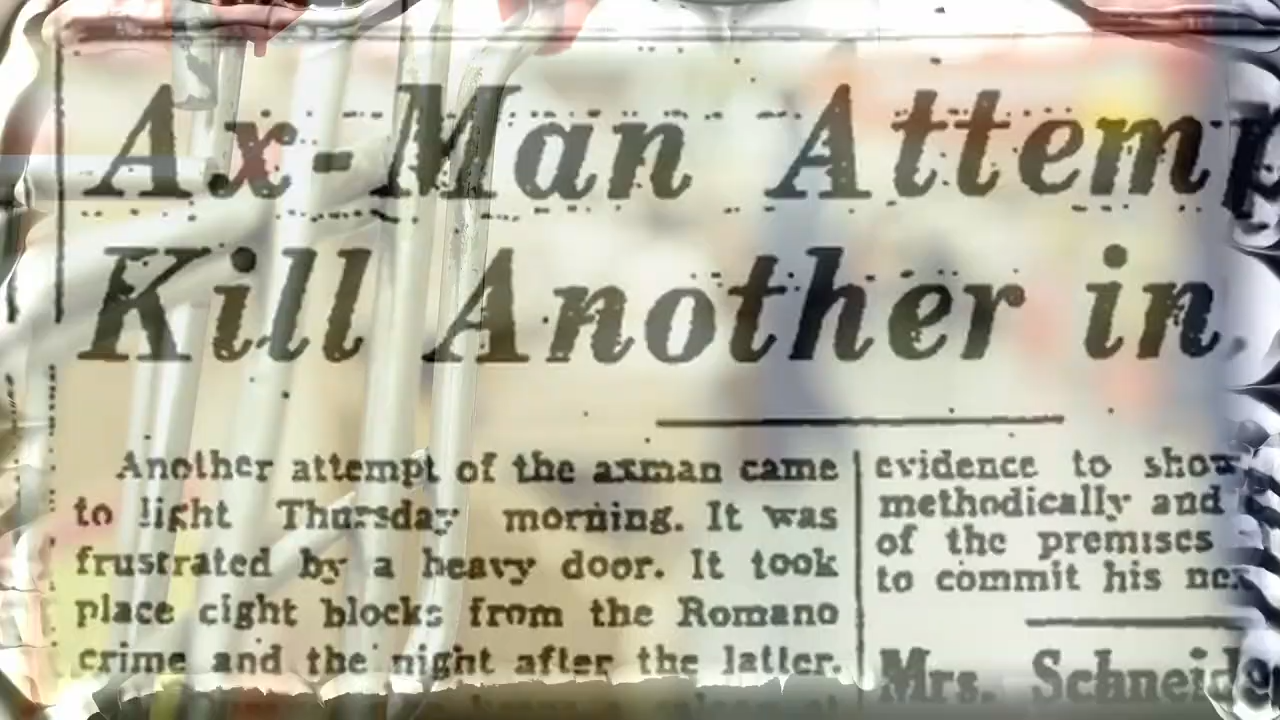 Ax-Man Attemp
Kill Another in
Another attempt of the axman came
to light Thursday morning. It was
frustrated by a heavy door. It took
place eight blocks from the Romano
crime and the night after the latter.
evidence to show
methodically and
of the premises
to commit his
Mrs. Schneide